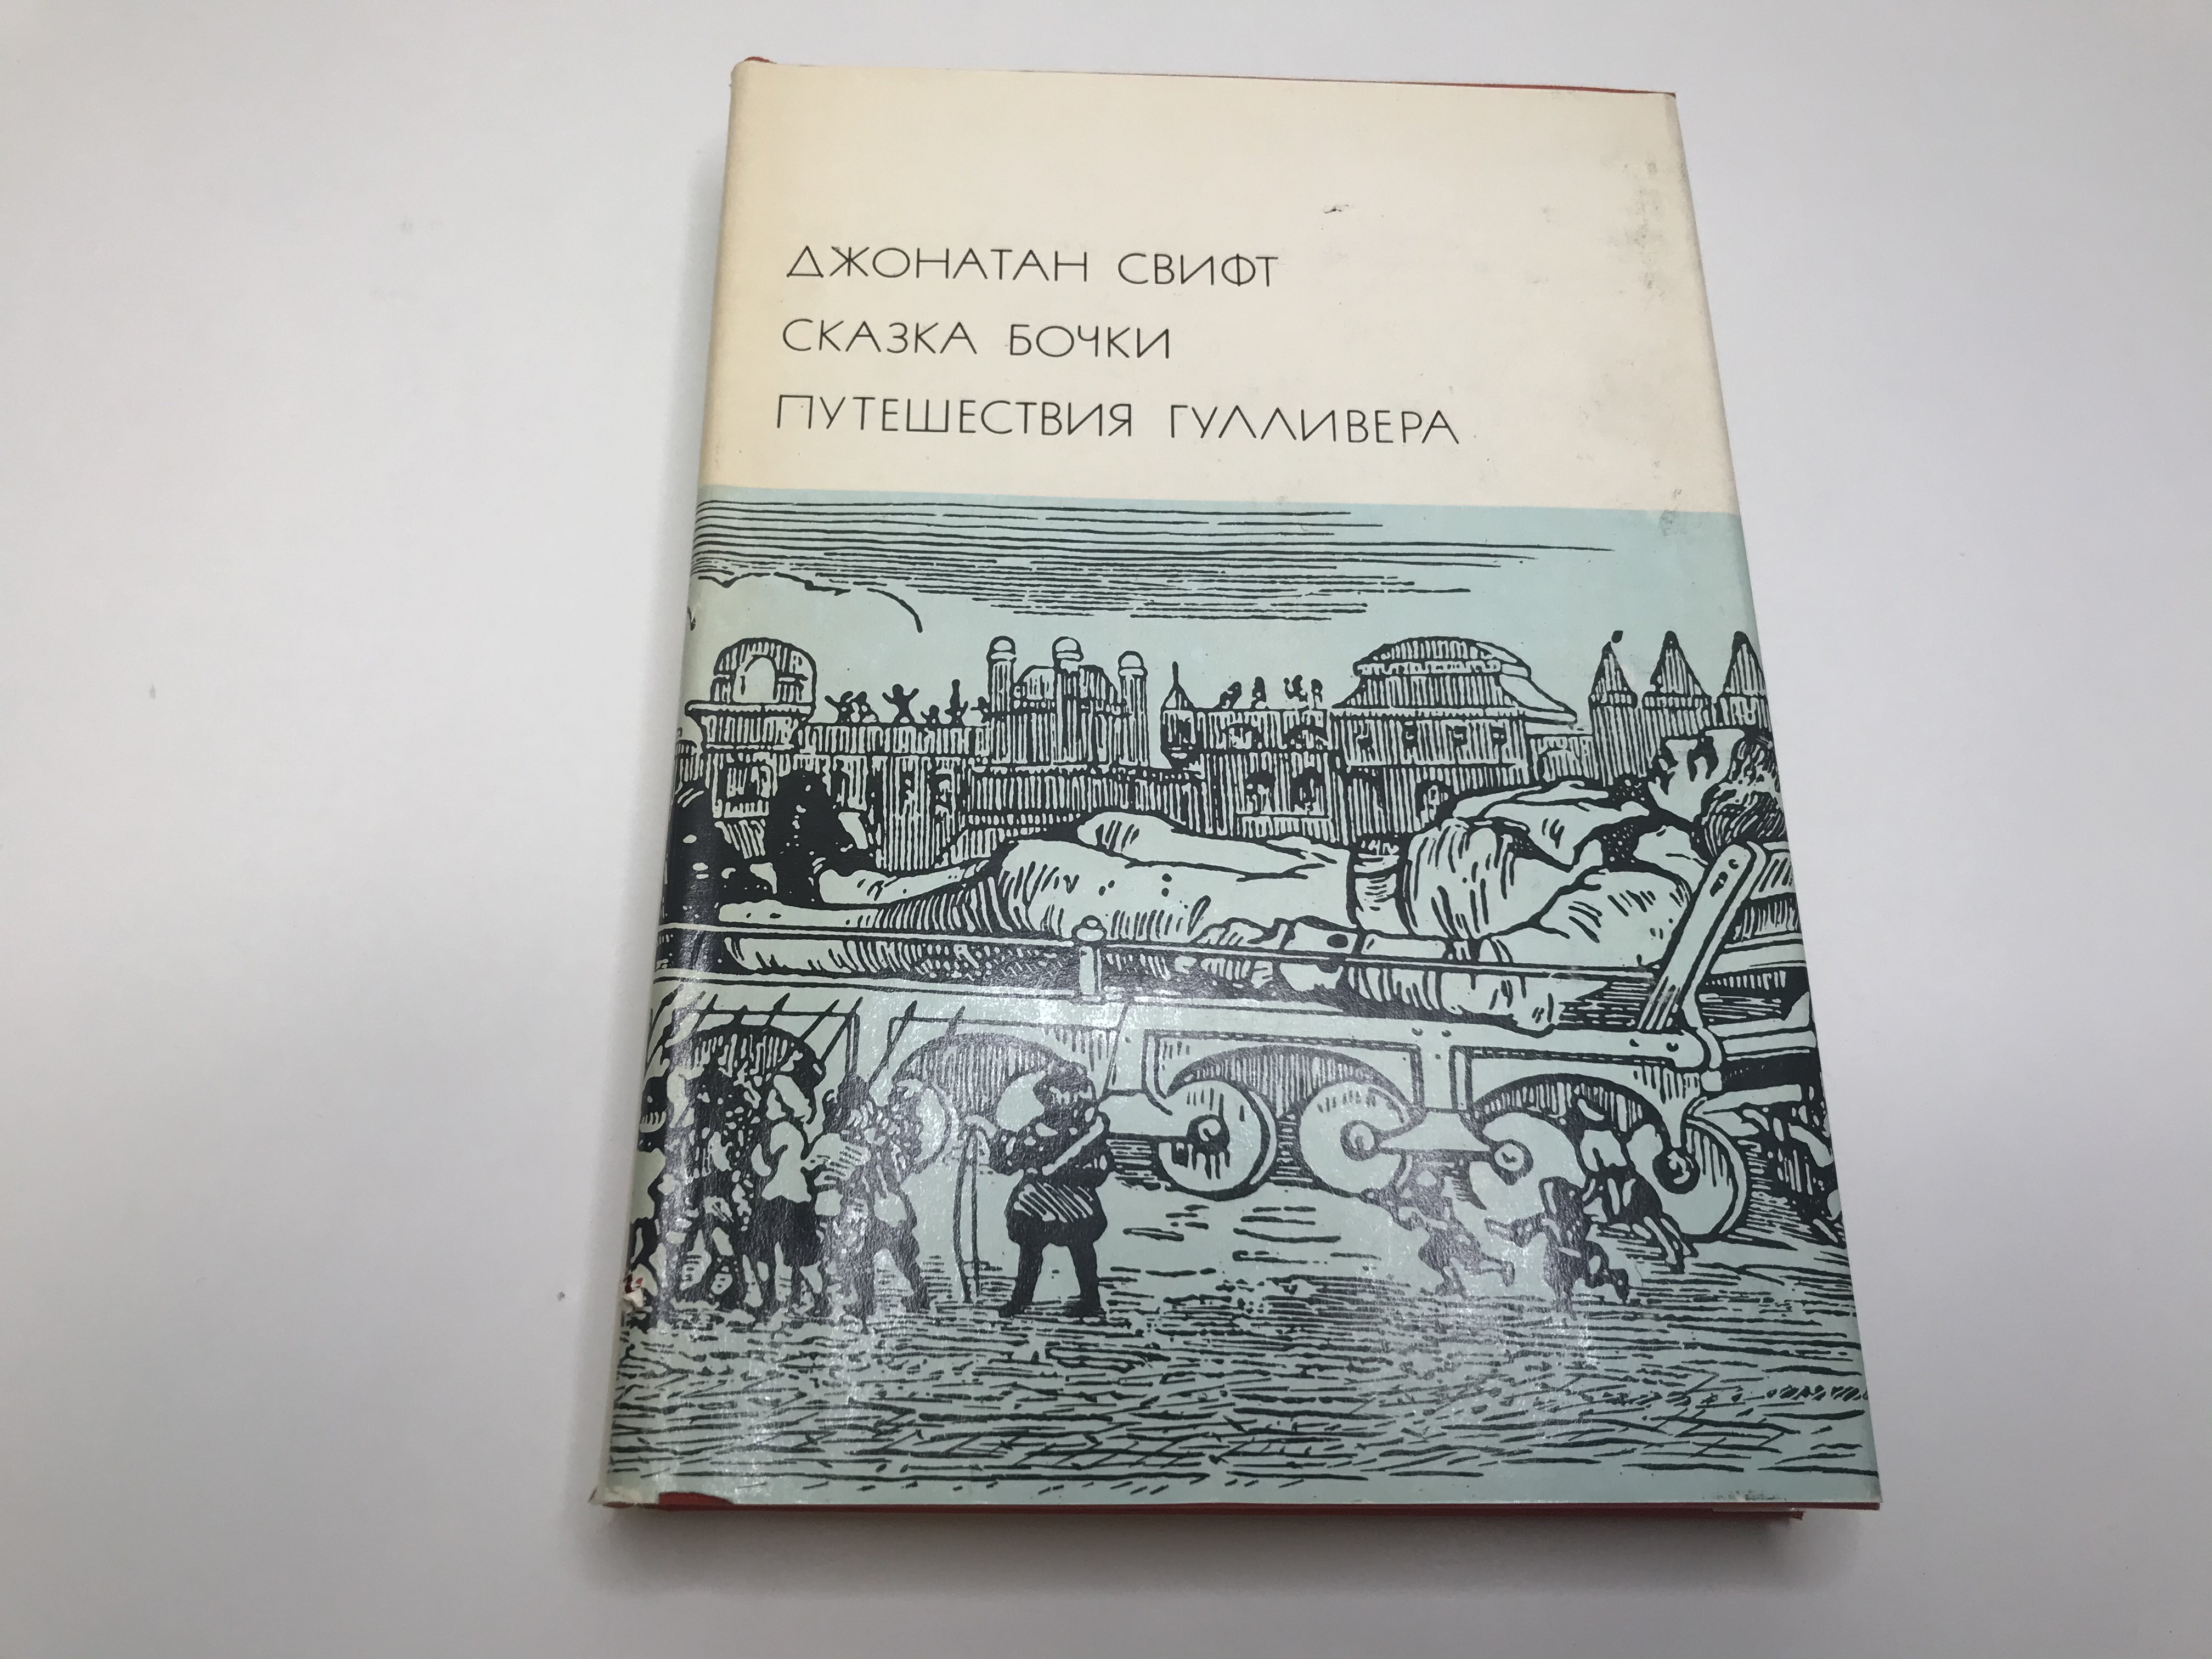 ДЖОНАТАН СВИФТ
СКАЗКА БОЧКИ
ПУТЕШЕСТВИЯ ГУЛЛИВЕРА